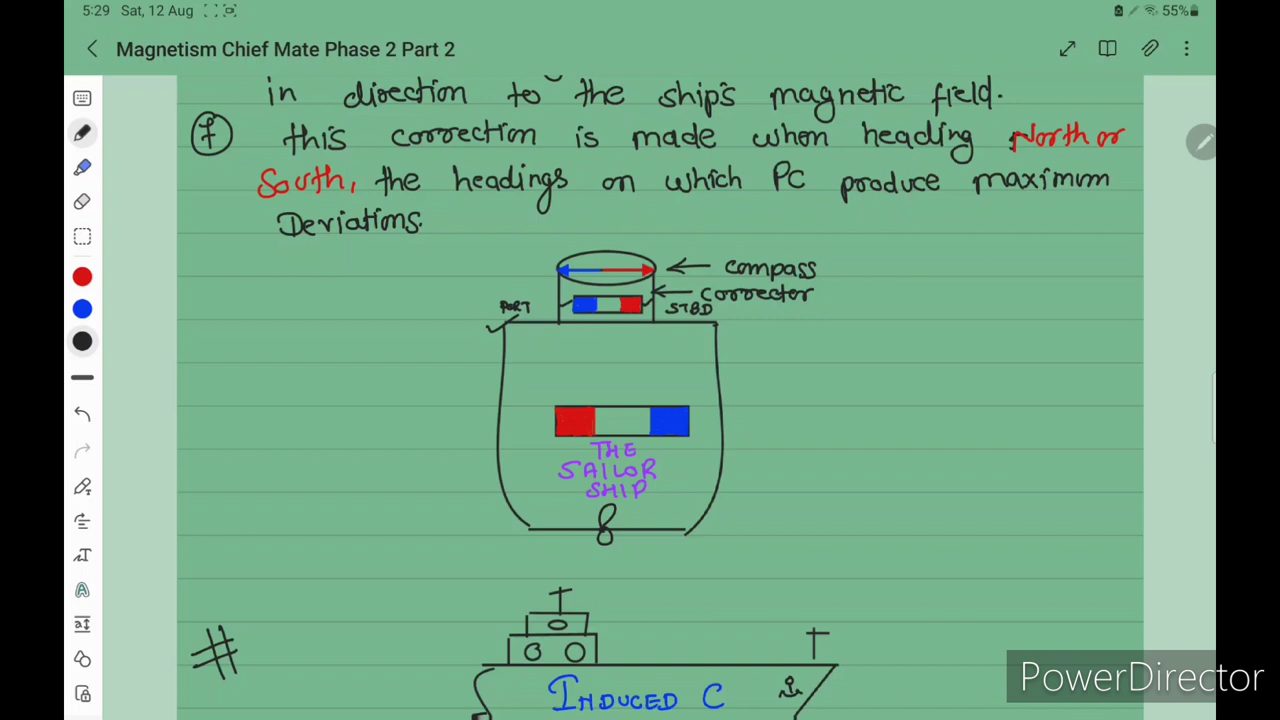 5:29 Sat, 12 Aug
55%
Magnetism Chief Mate Phase 2 Part 2
in direction to the ship's magnetic field.
7 this correction is made when heading North or
South, the headings on which PC produce maximum
Deviations.
Compass
Corrector
PORT
STBD
THE
SAILOR
SHIP
8
#
INDUCED C
PowerDirector